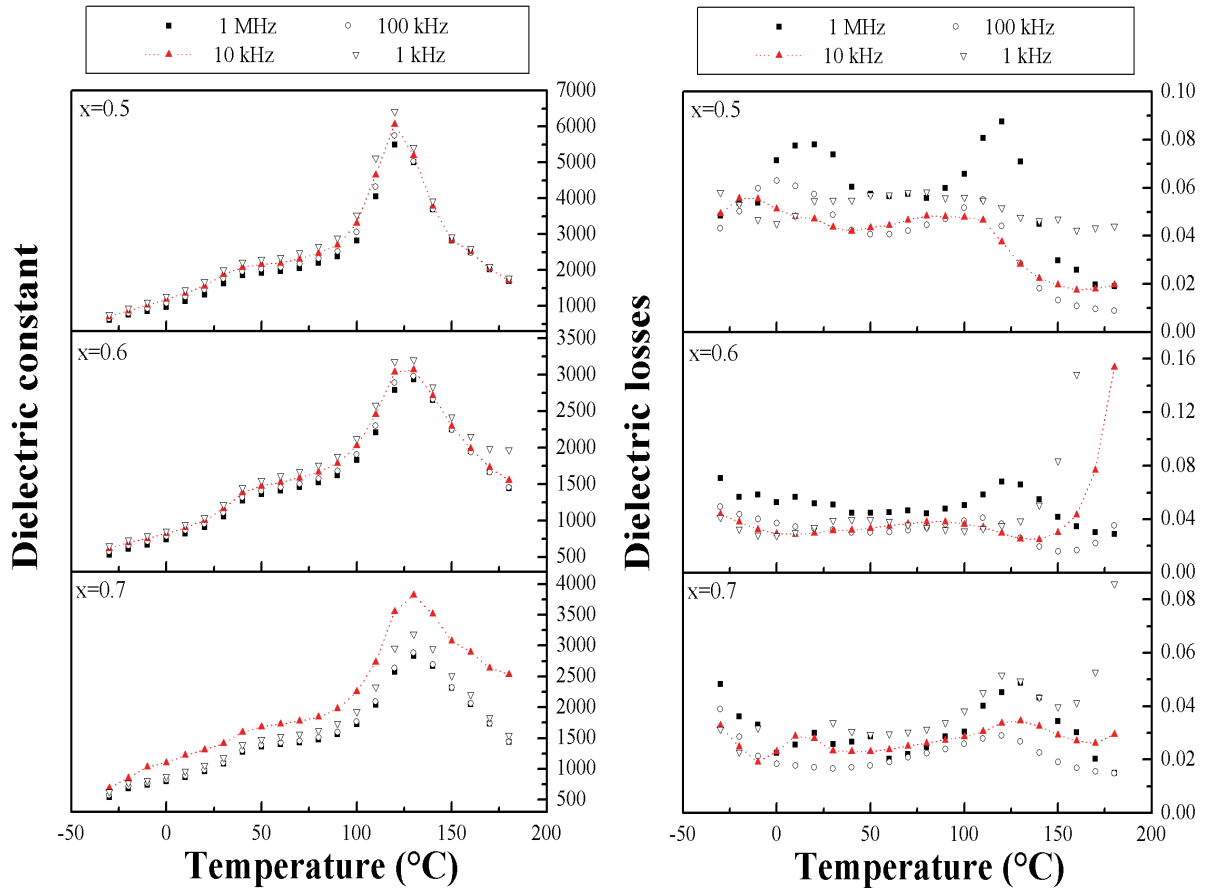 1 MHz 100 kHz
10 kHz 1 kHz
x=0.5
7000
6000
5000
4000
3000
2000
1000
x=0.6
3500
3000
2500
2000
1500
1000
500
x=0.7
4000
3500
3000
2500
2000
1500
1000
500
-50 0 50 100 150 200
Temperature (°C)
Dielectric constant
1 MHz 100 kHz
10 kHz 1 kHz
x=0.5
0.10
0.08
0.06
0.04
0.02
0.00
x=0.6
0.16
0.12
0.08
0.04
0.00
x=0.7
0.08
0.06
0.04
0.02
0.00
-50 0 50 100 150 200
Temperature (°C)
Dielectric losses